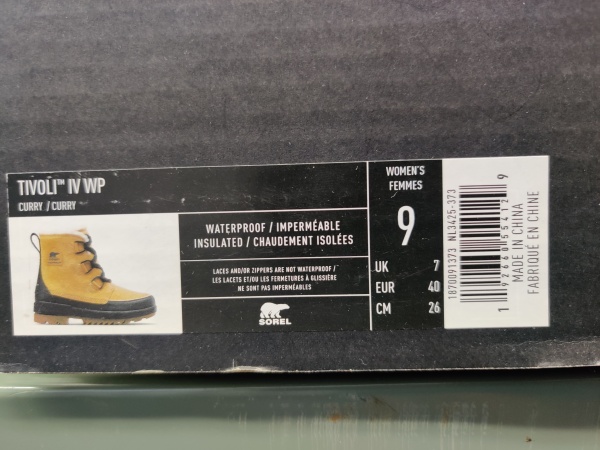 TIVOLI™ IV WP
CURRY / CURRY
WATERPROOF / IMPERMÉABLE
INSULATED / CHAUDEMENT ISOLÉES
LACES AND/OR ZIPPERS ARE NOT WATERPROOF /
LES LACETS ET/OU LES FERMETURES À GLISSIÈRE
NE SONT PAS IMPERMÉABLES
SOREL
WOMEN'S
FEMMES
9
UK 7
EUR 40
CM 26
1070091373 NL3425-373
MADE IN CHINA
FABRIQUÉ EN CHINE